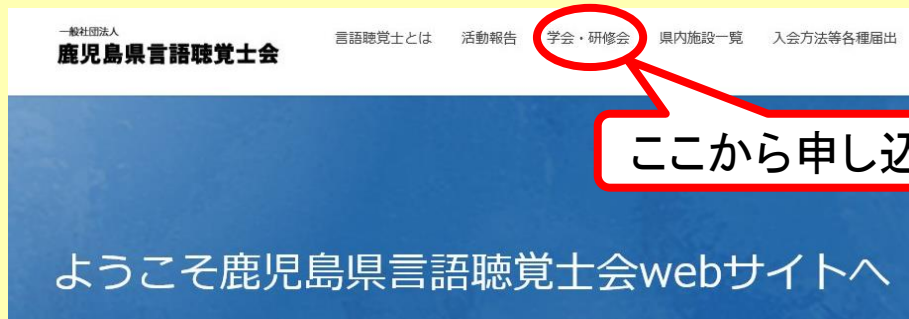 一般社団法人
鹿児島県言語聴覚士会
言語聴覚士とは 活動報告 学会・研修会 県内施設一覧 入会方法等各種届出
ここから申し込
ようこそ鹿児島県言語聴覚士会webサイトへ